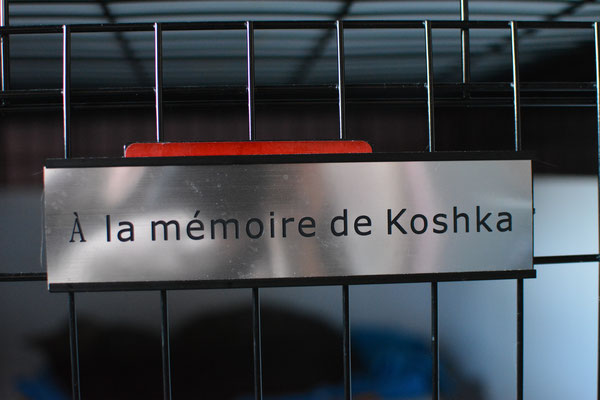 À la mémoire de Koshka